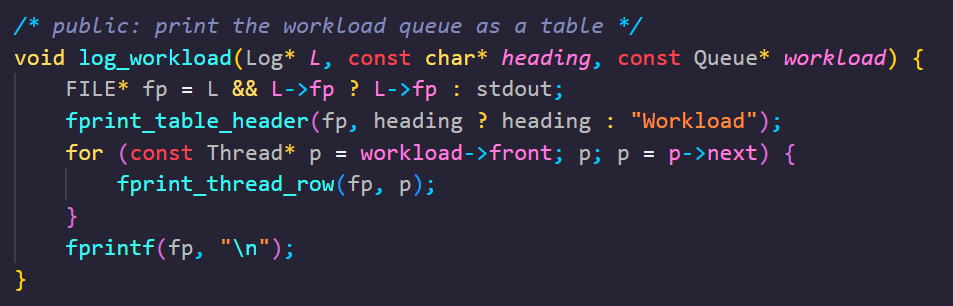 /* public: print the workload queue as a table */
void log_workload(Log* L, const char* heading, const Queue* workload) {
    FILE* fp = L && L->fp ? L->fp : stdout;
    fprint_table_header(fp, heading ? heading : "Workload");
    for (const Thread* p = workload->front; p; p = p->next) {
        fprint_thread_row(fp, p);
    }
    fprintf(fp, "\n");
}